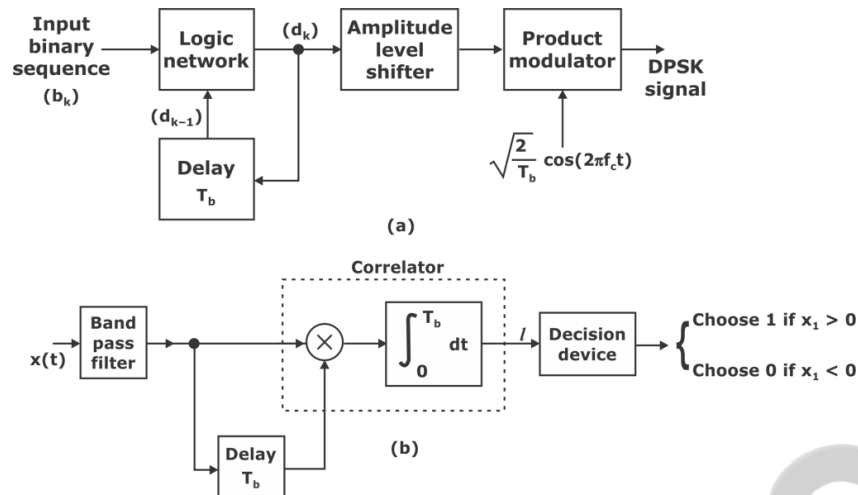 Input
binary
sequence
(bₖ)
Logic
network
(dₖ)
(dₖ₋₁)
Delay
T_b
Amplitude
level
shifter
Product
modulator
DPSK
signal
√(2/T_b) cos(2πf_ct)
(a)
Correlator
x(t)
Band
pass
filter
×
∫₀^{T_b} dt
l
Decision
device
{Choose 1 if x₁ > 0
Choose 0 if x₁ < 0
Delay
T_b
(b)